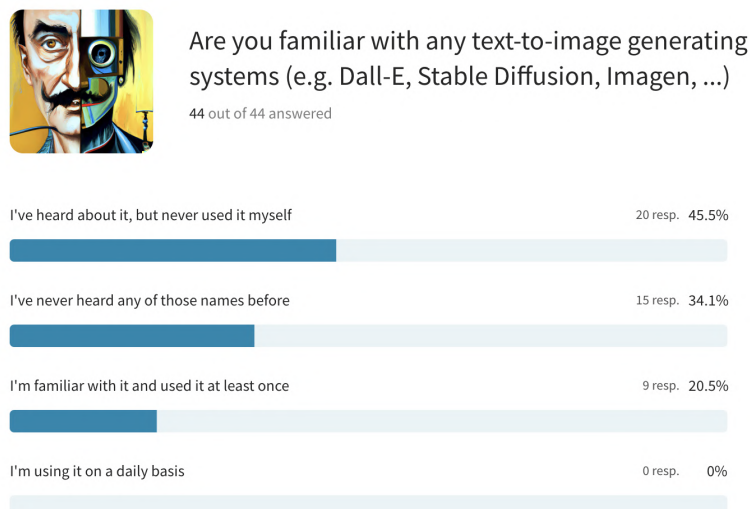 Are you familiar with any text-to-image generating
systems (e.g. Dall-E, Stable Diffusion, Imagen, ...)
44 out of 44 answered
I've heard about it, but never used it myself 20 resp. 45.5%
I've never heard any of those names before 15 resp. 34.1%
I'm familiar with it and used it at least once 9 resp. 20.5%
I'm using it on a daily basis 0 resp. 0%